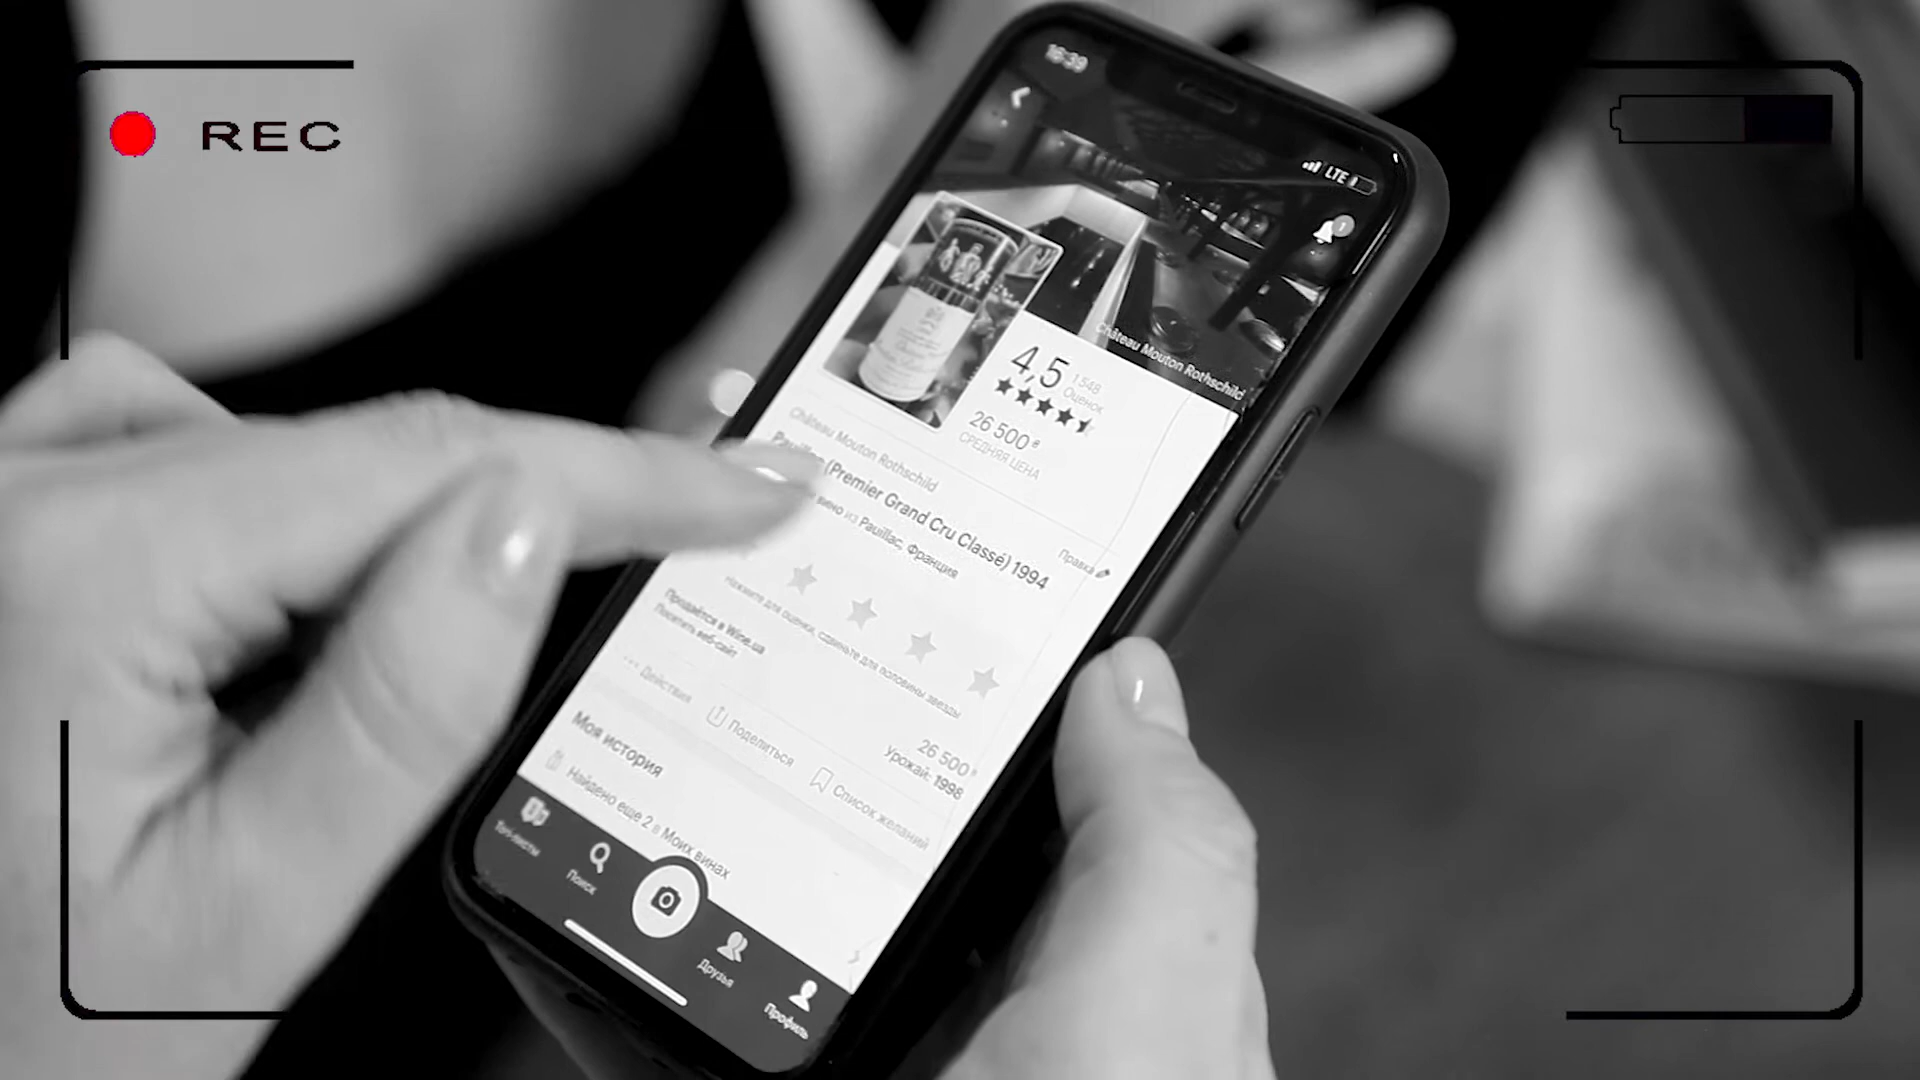 REC
16:39
LTE
1
Château Mouton Rothschild
4,5
1 548
Оценок
26 500 ₴
СРЕДНЯЯ ЦЕНА
Château Mouton Rothschild
(Premier Grand Cru Classé) 1994
вино из Pauillac, Франция
Правка
Нажмите для оценки, сдвиньте для половины звезды
Продаётся в Wine.ua
Посетить веб-сайт
26 500
Урожай: 1998
Действия
Поделиться
Список желаний
Моя история
Найдено еще 2 в Моих винах
Топ-листы
Поиск
Друзья
Профиль